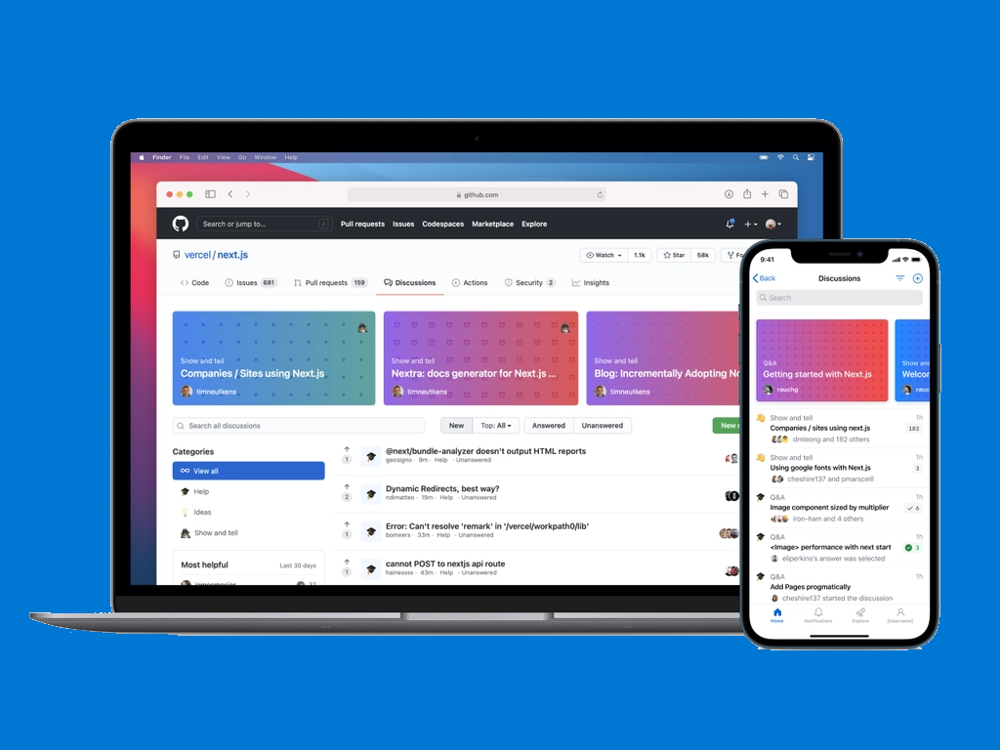 Finder File Edit View Go Window Help
github.com
Search or jump to... /
Pull requests Issues Codespaces Marketplace Explore
vercel / next.js
Watch 1.1k
Star 58k
Fo
Code
Issues 681
Pull requests 159
Discussions
Actions
Security 2
Insights
Show and tell
Companies / Sites using Next.js
timneutkens
Show and tell
Nextra: docs generator for Next.js ...
timneutkens
Show and tell
Blog: Incrementally Adopting N
timneutkens
Search all discussions
New Top: All
Answered Unanswered
New
Categories
View all
Help
Ideas
Show and tell
Most helpful Last 30 days
jamesmosier 37
1
@next/bundle-analyzer doesn't output HTML reports
geosigno · 9m · Help · Unanswered
2
Dynamic Redirects, best way?
ndimatteo · 19m · Help · Unanswered
1
Error: Can't resolve 'remark' in '/vercel/workpath0/lib'
bomeers · 33m · Help · Unanswered
1
cannot POST to nextjs api route
hainessss · 43m · Help · Unanswered
9:41
Back Discussions
Search
Q&A
Getting started with Next.js
rauchg
Show and
Welcor
rauc
Show and tell 1h
Companies / sites using next.js 182
dmleong and 182 others
Show and tell 1h
Using google fonts with Next.js 3
cheshire137 and pmarsceill
Q&A 1h
Image component sized by multiplier 6
iron-ham and 4 others
Q&A 1h
<Image> performance with next start 3
eliperkins's answer was selected
Q&A 1h
Add Pages progmatically
cheshire137 started the discussion
Home Notifications Explore [Username]